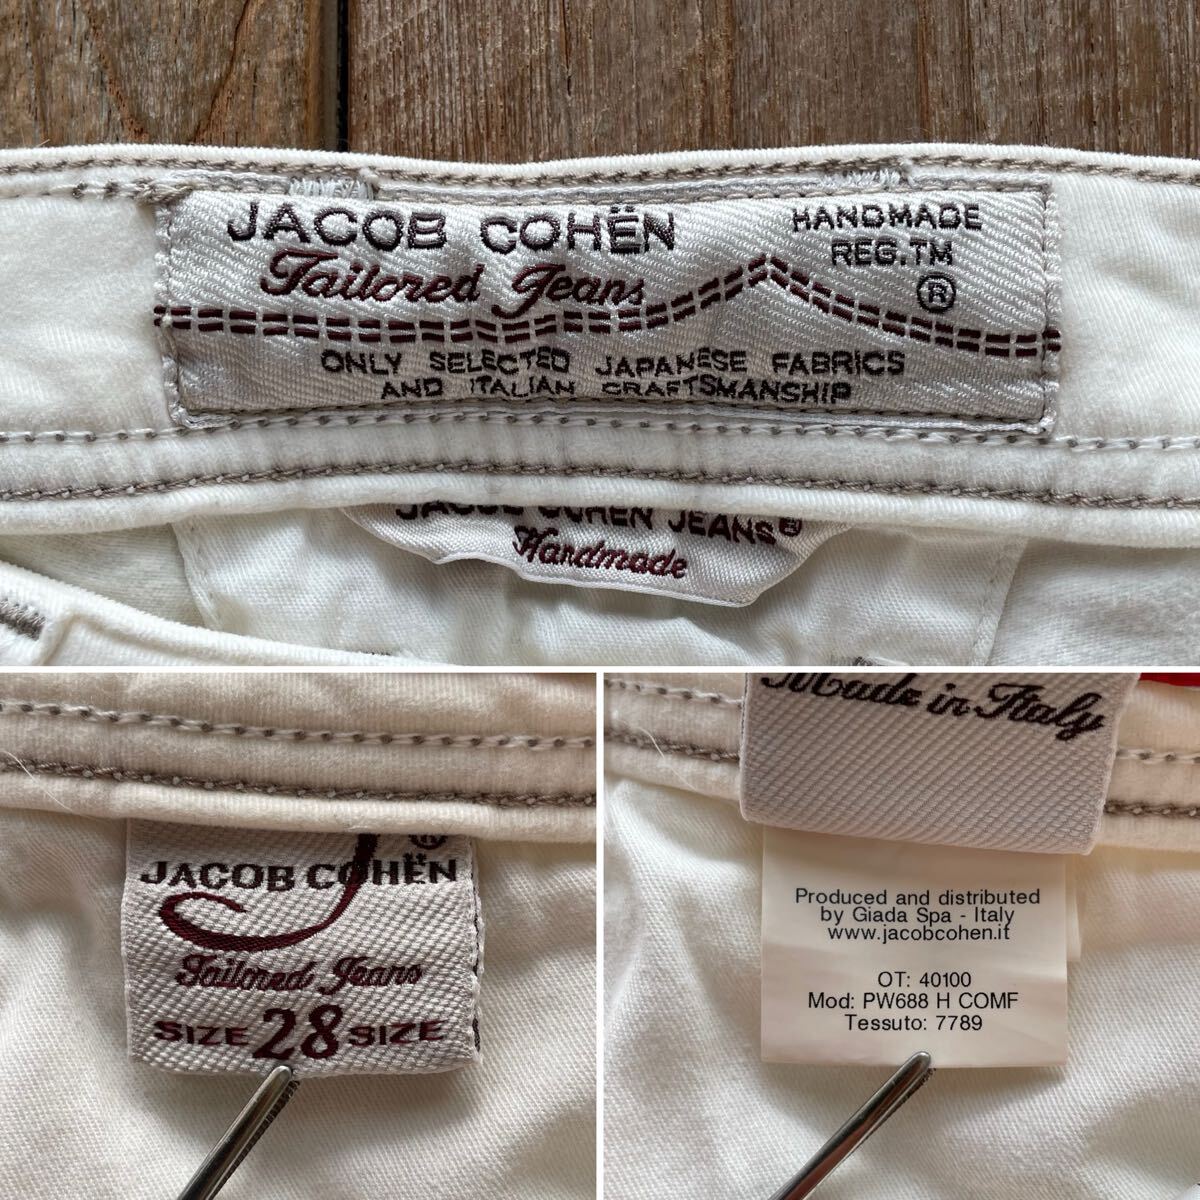 JACOB COHËN
Tailored Jeans
HANDMADE
REG.TM
®
ONLY SELECTED JAPANESE FABRICS
AND ITALIAN CRAFTSMANSHIP
JACOB COHËN JEANS®
Handmade
®
JACOB COHËN
Tailored Jeans
SIZE 28 SIZE
Made in Italy
Produced and distributed
by Giada Spa - Italy
www.jacobcohen.it
OT: 40100
Mod: PW688 H COMF
Tessuto: 7789